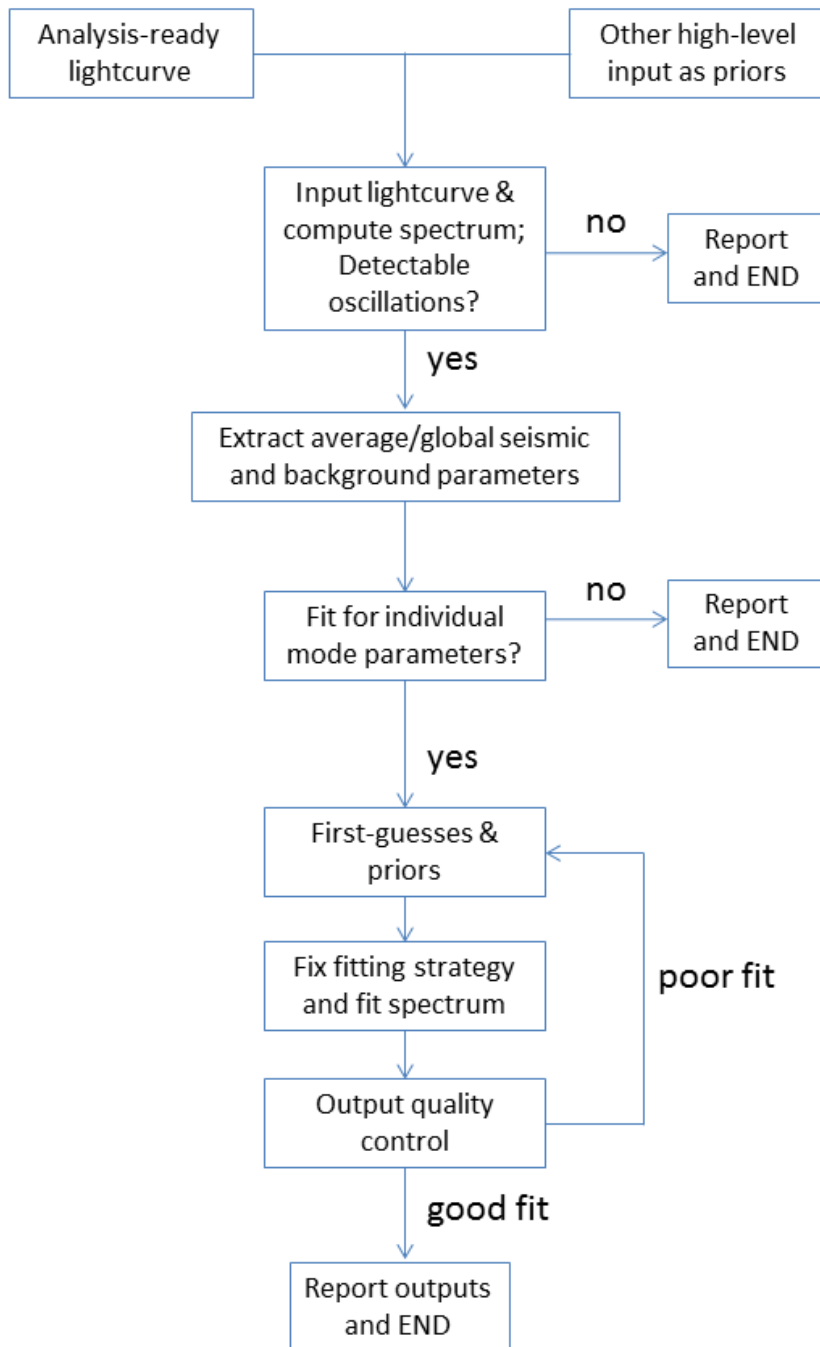 Analysis-ready
lightcurve
Other high-level
input as priors
Input lightcurve &
compute spectrum;
Detectable
oscillations?
no
Report
and END
yes
Extract average/global seismic
and background parameters
Fit for individual
mode parameters?
no
Report
and END
yes
First-guesses &
priors
Fix fitting strategy
and fit spectrum
poor fit
Output quality
control
good fit
Report outputs
and END